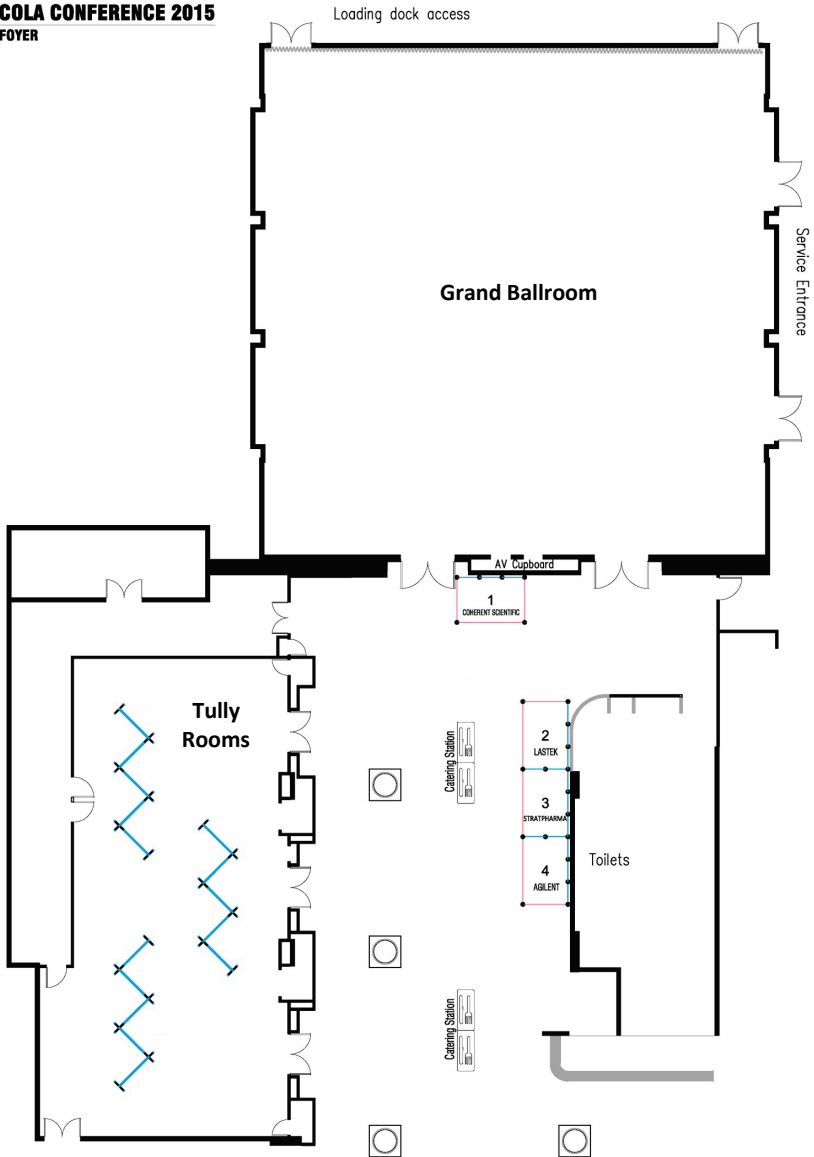 COLA CONFERENCE 2015
FOYER
Loading dock access
Service Entrance
Grand Ballroom
AV Cupboard
1
COHERENT SCIENTIFIC
Tully
Rooms
Catering Station
2
LASTEK
3
STRATPHARMA
4
AGILENT
Toilets
Catering Station